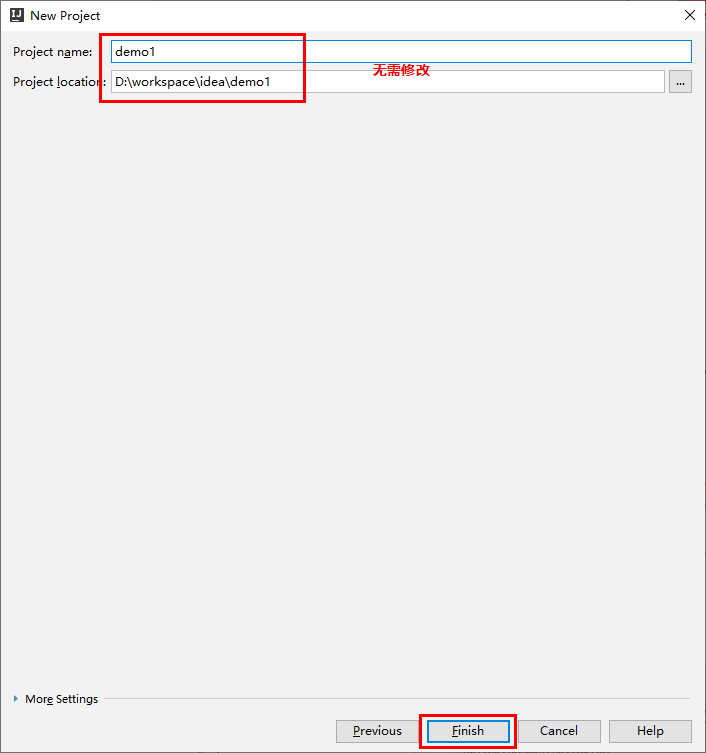 New Project
Project name: demo1
无需修改
Project location: D:\workspace\idea\demo1 ...
More Settings
Previous Finish Cancel Help